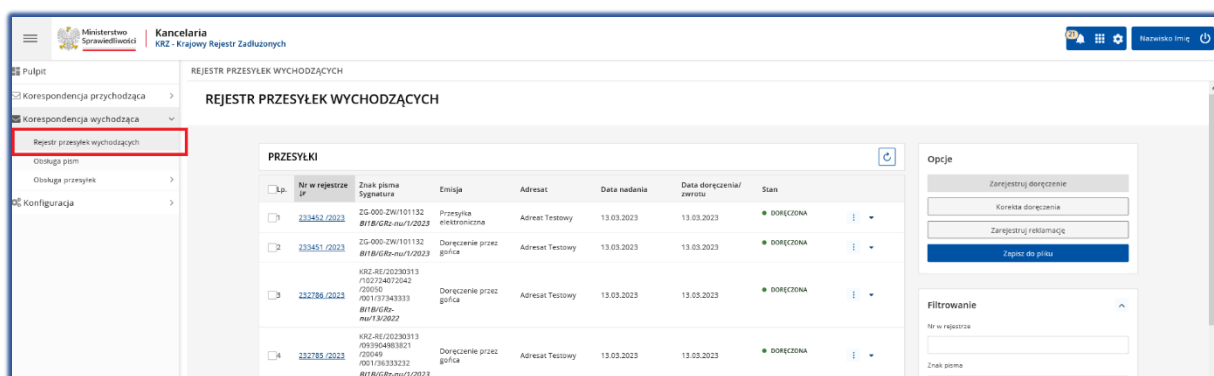 Ministerstwo
Sprawiedliwości
Kancelaria
KRZ - Krajowy Rejestr Zadłużonych
21
Nazwisko Imię
Pulpit
Korespondencja przychodząca
Korespondencja wychodząca
Rejestr przesyłek wychodzących
Obsługa pism
Obsługa przesyłek
Konfiguracja
REJESTR PRZESYŁEK WYCHODZĄCYCH
REJESTR PRZESYŁEK WYCHODZĄCYCH
PRZESYŁKI
Lp. Nr w rejestrze Znak pisma Sygnatura Emisja Adresat Data nadania Data doręczenia/ zwrotu Stan
1 233452 /2023 ZG-000-ZW/101132 BI1B/GRz-nu/1/2023 Przesyłka elektroniczna Adreat Testowy 13.03.2023 13.03.2023 DORĘCZONA
2 233451 /2023 ZG-000-ZW/101132 BI1B/GRz-nu/1/2023 Doręczenie przez gońca Adresat Testowy 13.03.2023 13.03.2023 DORĘCZONA
3 232786 /2023 KRZ-RE/20230313 /102724072042 /20050 /001/37343333 BI1B/GRz-nu/13/2022 Doręczenie przez gońca Adresat Testowy 13.03.2023 13.03.2023 DORĘCZONA
4 232785 /2023 KRZ-RE/20230313 /093904983821 /20049 /001/36333232 BI1B/GRz-nu/1/2023 Doręczenie przez gońca Adresat Testowy 13.03.2023 13.03.2023 DORĘCZONA
Opcje
Zarejestruj doręczenie
Korekta doręczenia
Zarejestruj reklamację
Zapisz do pliku
Filtrowanie
Nr w rejestrze
Znak pisma